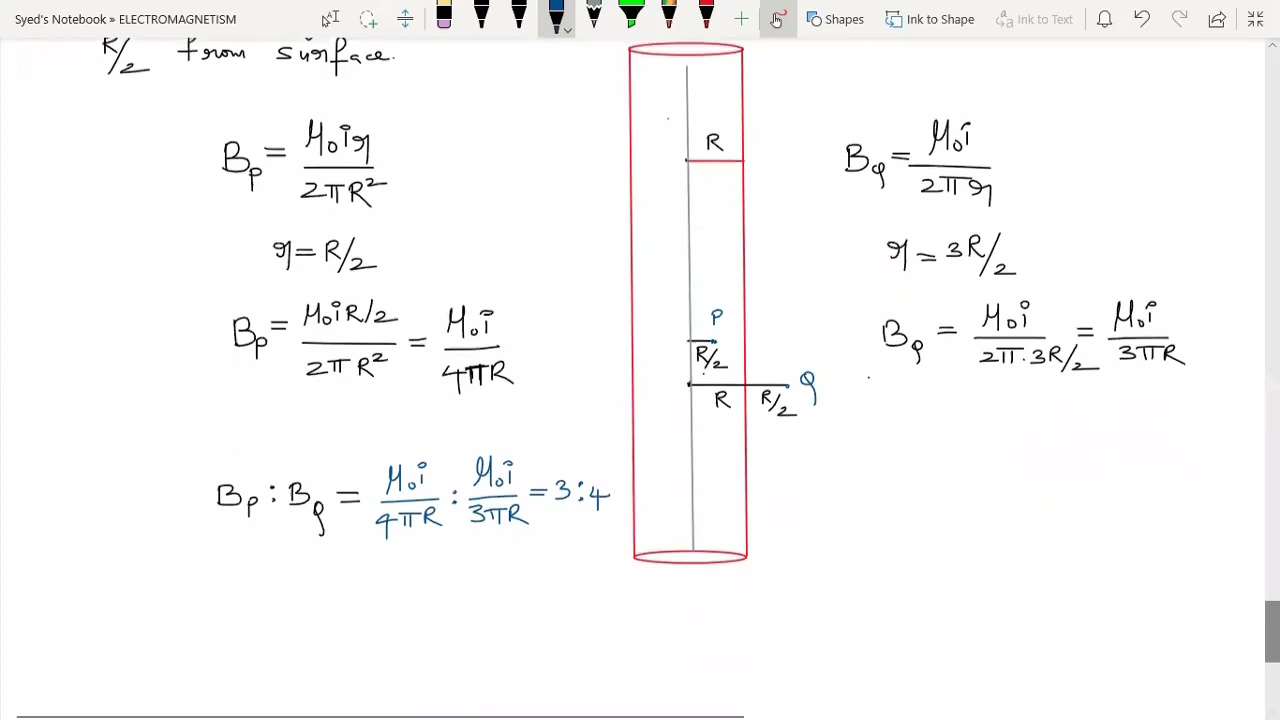 Syed's Notebook » ELECTROMAGNETISM
Shapes
Ink to Shape
Ink to Text
R/2 from surface.
Bp = μ₀ir / 2πR²
r = R/2
Bp = μ₀iR/2 / 2πR² = μ₀i / 4πR
Bp : BQ = μ₀i / 4πR : μ₀i / 3πR = 3:4
R
P
R/2
Q
R R/2
BQ = μ₀i / 2πr
r = 3R/2
BQ = μ₀i / 2π·3R/2 = μ₀i / 3πR